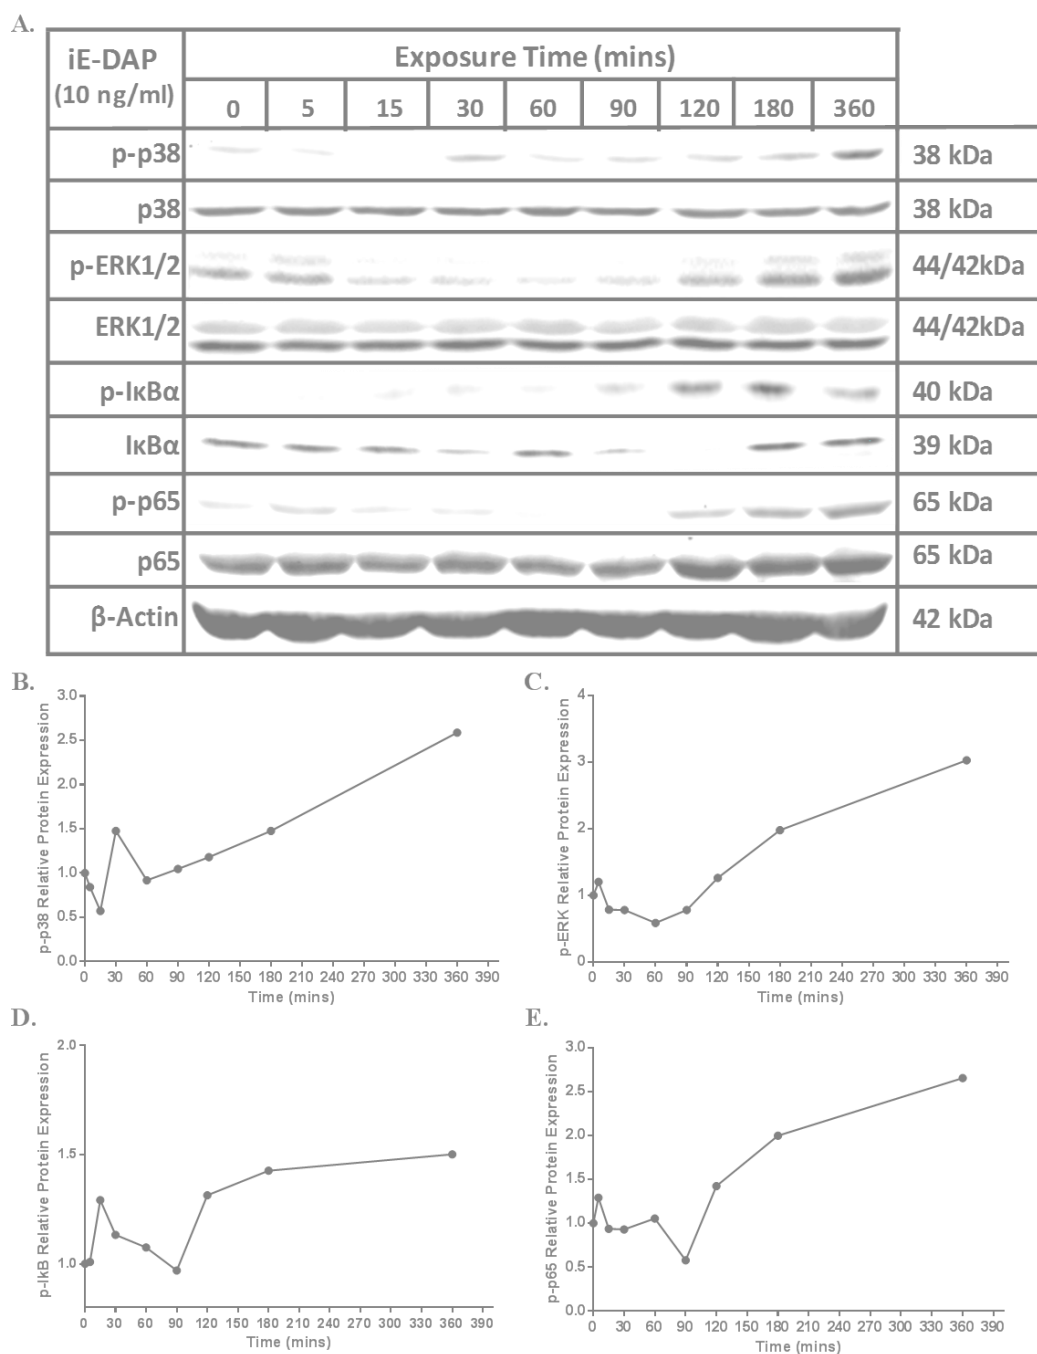 A.
iE-DAP
(10 ng/ml)
Exposure Time (mins)
0 5 15 30 60 90 120 180 360
p-p38 38 kDa
p38 38 kDa
p-ERK1/2 44/42kDa
ERK1/2 44/42kDa
p-IκBα 40 kDa
IκBα 39 kDa
p-p65 65 kDa
p65 65 kDa
β-Actin 42 kDa
B.
p-p38 Relative Protein Expression
3.0
2.5
2.0
1.5
1.0
0.5
0.0
0 30 60 90 120 150 180 210 240 270 300 330 360 390
Time (mins)
C.
p-ERK Relative Protein Expression
4
3
2
1
0
0 30 60 90 120 150 180 210 240 270 300 330 360 390
Time (mins)
D.
p-IkB Relative Protein Expression
2.0
1.5
1.0
0 30 60 90 120 150 180 210 240 270 300 330 360 390
Time (mins)
E.
p-p65 Relative Protein Expression
3.0
2.5
2.0
1.5
1.0
0.5
0.0
0 30 60 90 120 150 180 210 240 270 300 330 360 390
Time (mins)